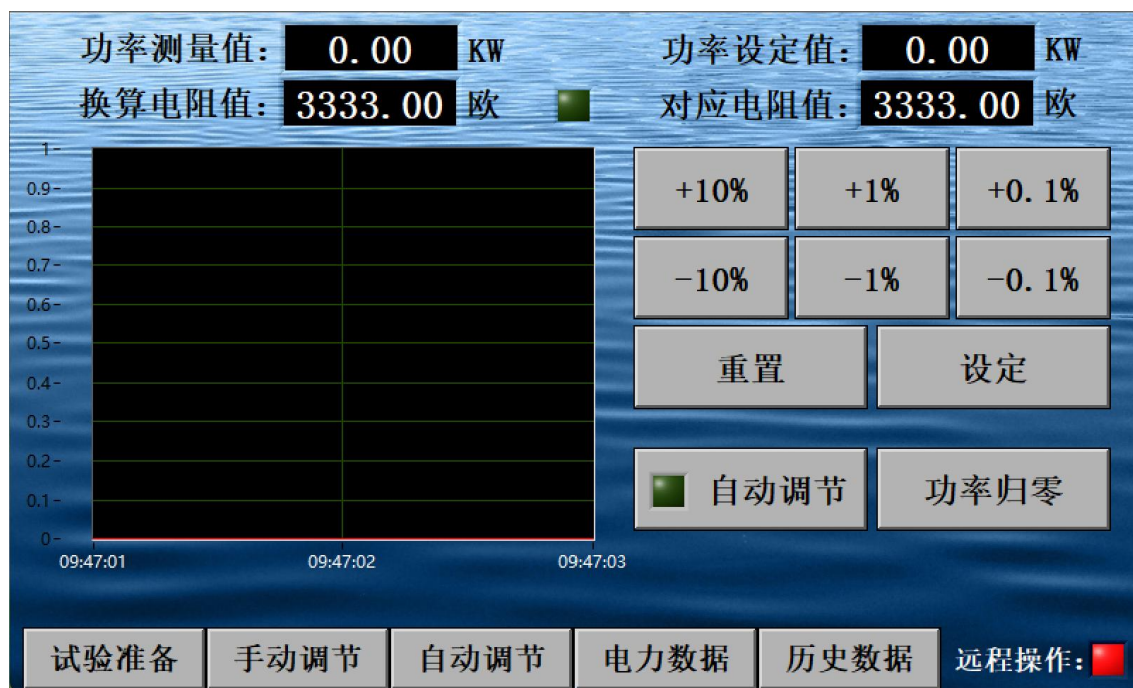 功率测量值： 0.00 KW 功率设定值： 0.00 KW
换算电阻值： 3333.00 欧 对应电阻值： 3333.00 欧
1
0.9
0.8
0.7
0.6
0.5
0.4
0.3
0.2
0.1
0
09:47:01 09:47:02 09:47:03
+10% +1% +0.1%
-10% -1% -0.1%
重置 设定
自动调节 功率归零
试验准备 手动调节 自动调节 电力数据 历史数据 远程操作：